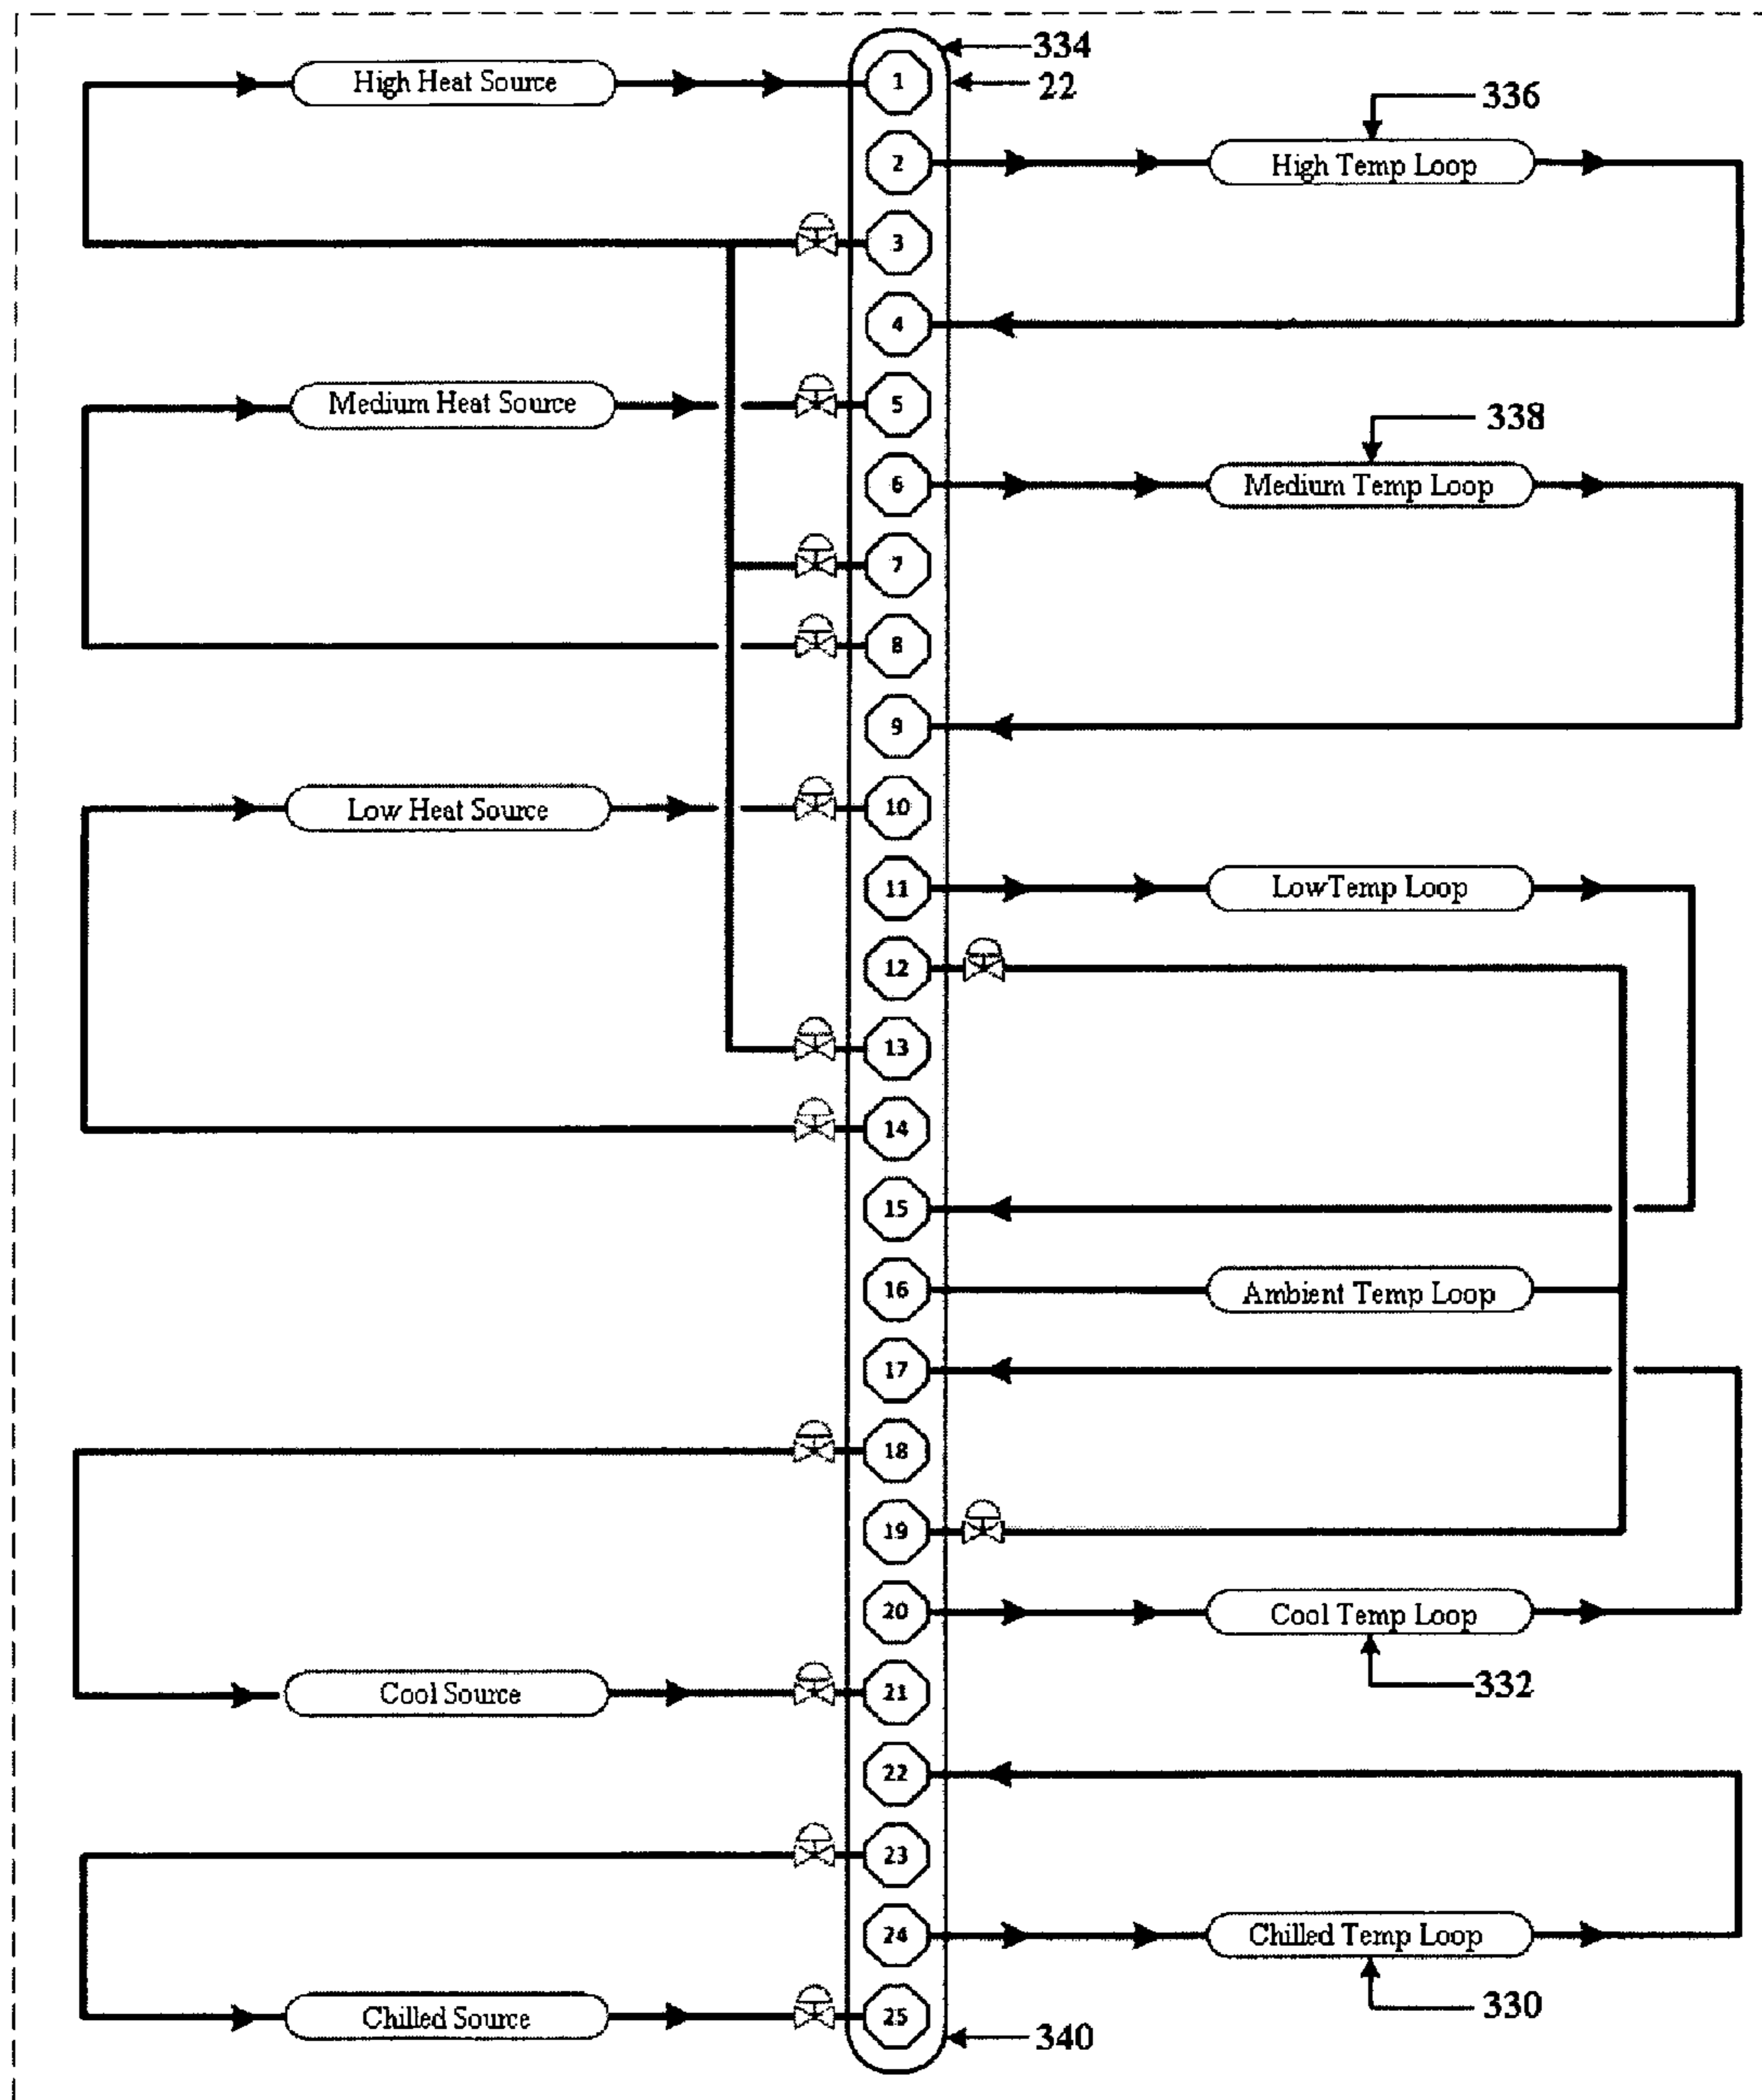 334
High Heat Source
1
22
336
2
High Temp Loop
3
4
Medium Heat Source
5
338
6
Medium Temp Loop
7
8
9
Low Heat Source
10
11
LowTemp Loop
12
13
14
15
16
Ambient Temp Loop
17
18
19
20
Cool Temp Loop
332
Cool Source
21
22
23
24
Chilled Temp Loop
330
Chilled Source
25
340